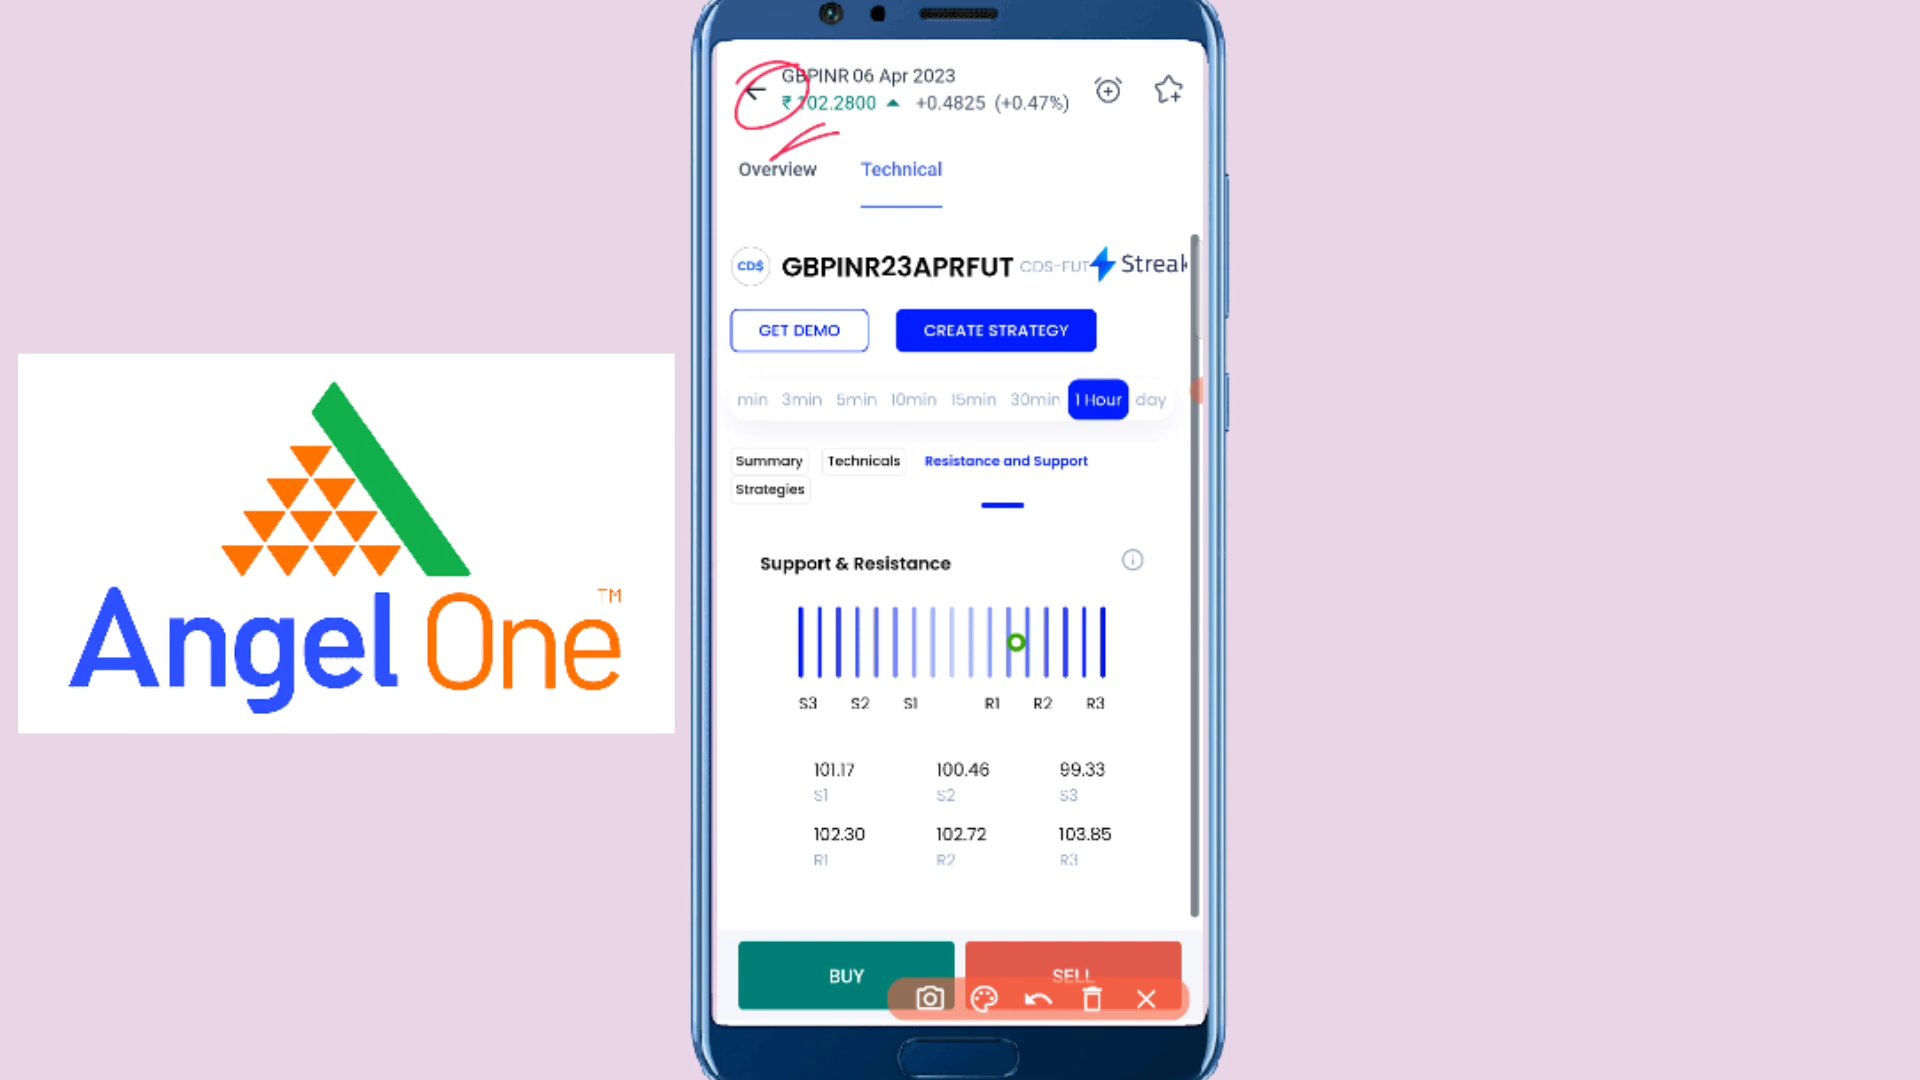 GBPINR 06 Apr 2023
₹ 102.2800 ▲ +0.4825 (+0.47%)
Overview Technical
CD$ GBPINR23APRFUT CDS-FUT Streak
GET DEMO CREATE STRATEGY
min 3min 5min 10min 15min 30min 1 Hour day
Summary Technicals Resistance and Support
Strategies
Support & Resistance
S3 S2 S1 R1 R2 R3
101.17 100.46 99.33
S1 S2 S3
102.30 102.72 103.85
R1 R2 R3
BUY SELL
Angel One TM